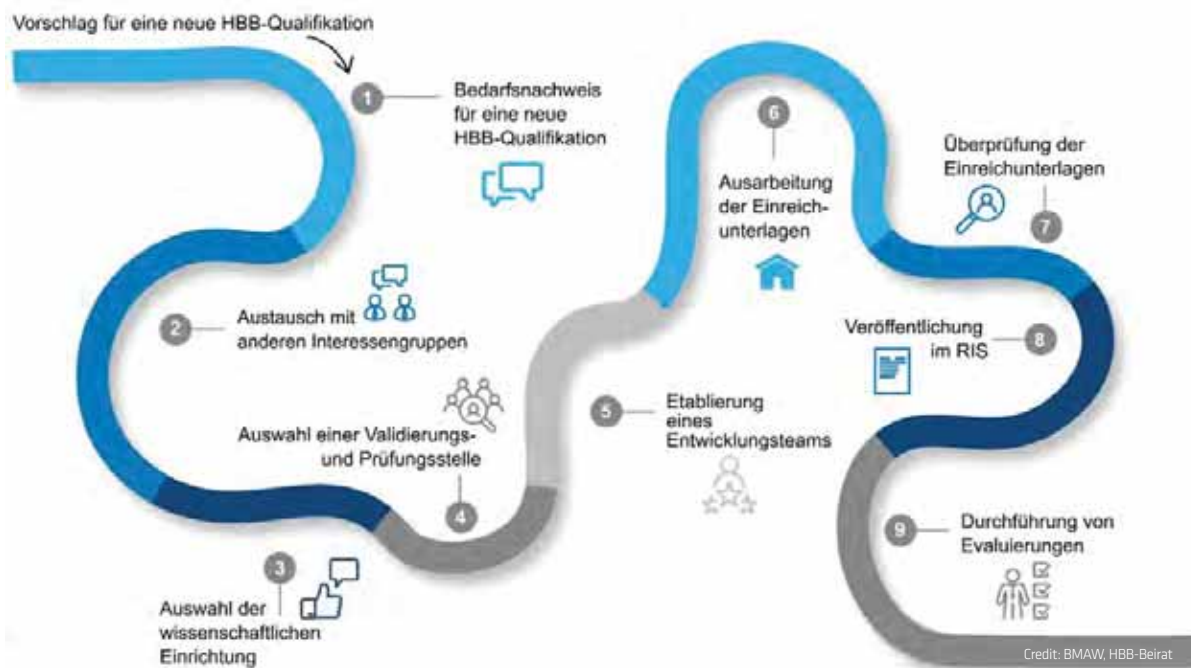 Vorschlag für eine neue HBB-Qualifikation
1
Bedarfsnachweis
für eine neue
HBB-Qualifikation
2
Austausch mit
anderen Interessengruppen
3
Auswahl der
wissenschaftlichen
Einrichtung
Auswahl einer Validierungs-
und Prüfungsstelle
4
5
Etablierung
eines
Entwicklungsteams
6
Ausarbeitung
der Einreich-
unterlagen
Überprüfung der
Einreichunterlagen
7
Veröffentlichung
im RIS
8
9
Durchführung von
Evaluierungen
Credit: BMAW, HBB-Beirat